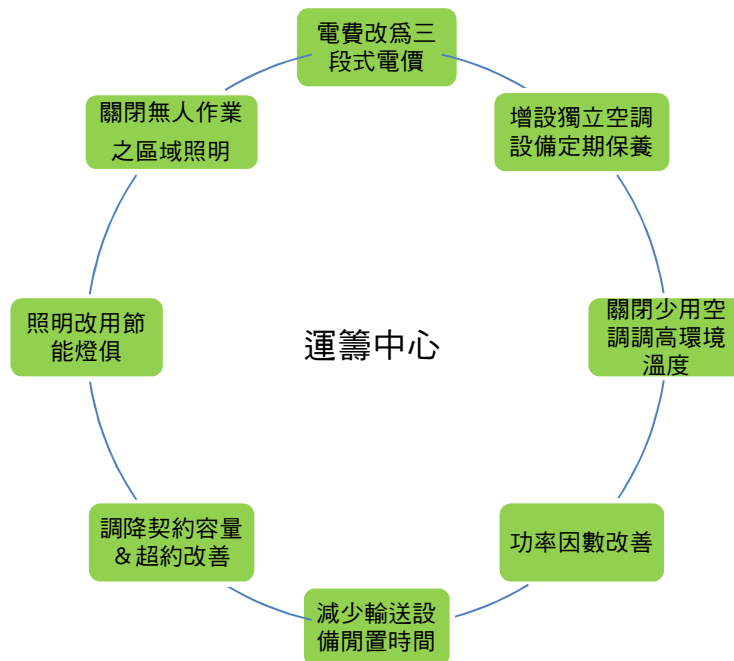 電費改爲三
段式電價
增設獨立空調
設備定期保養
關閉少用空
調調高環境
溫度
功率因數改善
減少輸送設
備閒置時間
調降契約容量
＆超約改善
照明改用節
能燈俱
關閉無人作業
之區域照明
運籌中心